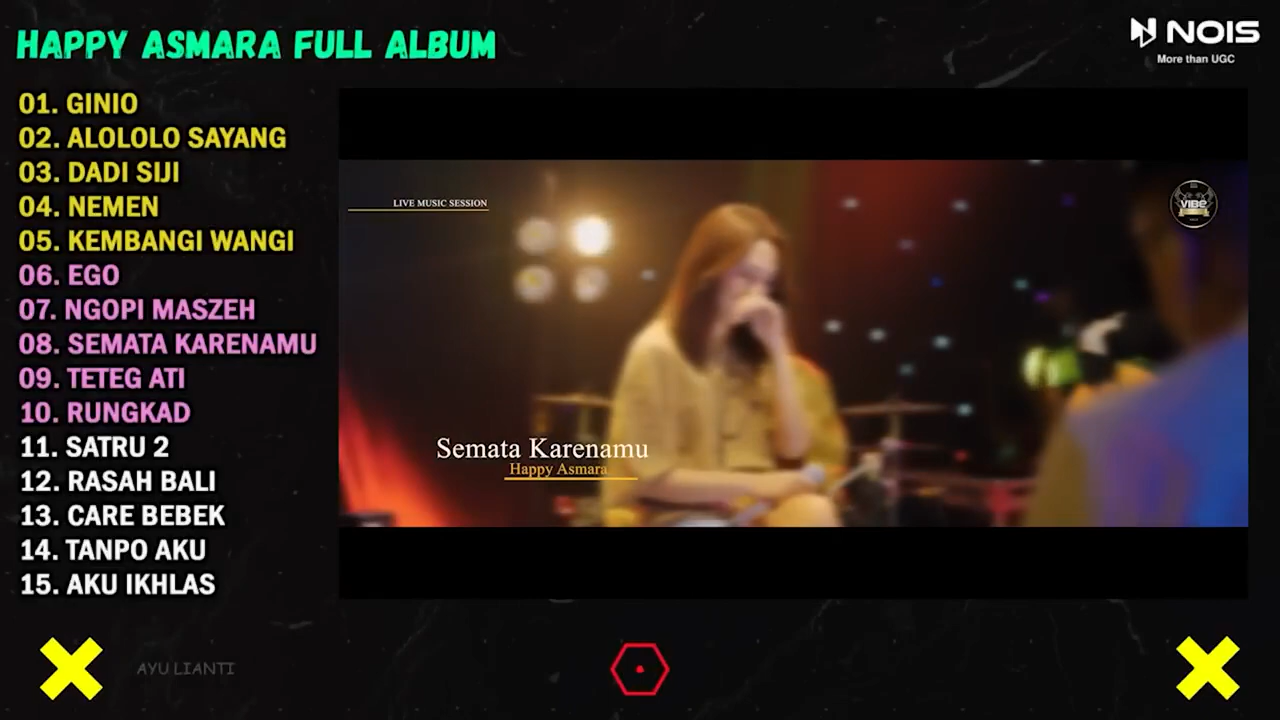 HAPPY ASMARA FULL ALBUM
NOIS
More than UGC
01. GINIO
02. ALOLOLO SAYANG
03. DADI SIJI
04. NEMEN
05. KEMBANGI WANGI
06. EGO
07. NGOPI MASZEH
08. SEMATA KARENAMU
09. TETEG ATI
10. RUNGKAD
11. SATRU 2
12. RASAH BALI
13. CARE BEBEK
14. TANPO AKU
15. AKU IKHLAS
LIVE MUSIC SESSION
VIBE
Semata Karenamu
Happy Asmara
AYU LIANTI